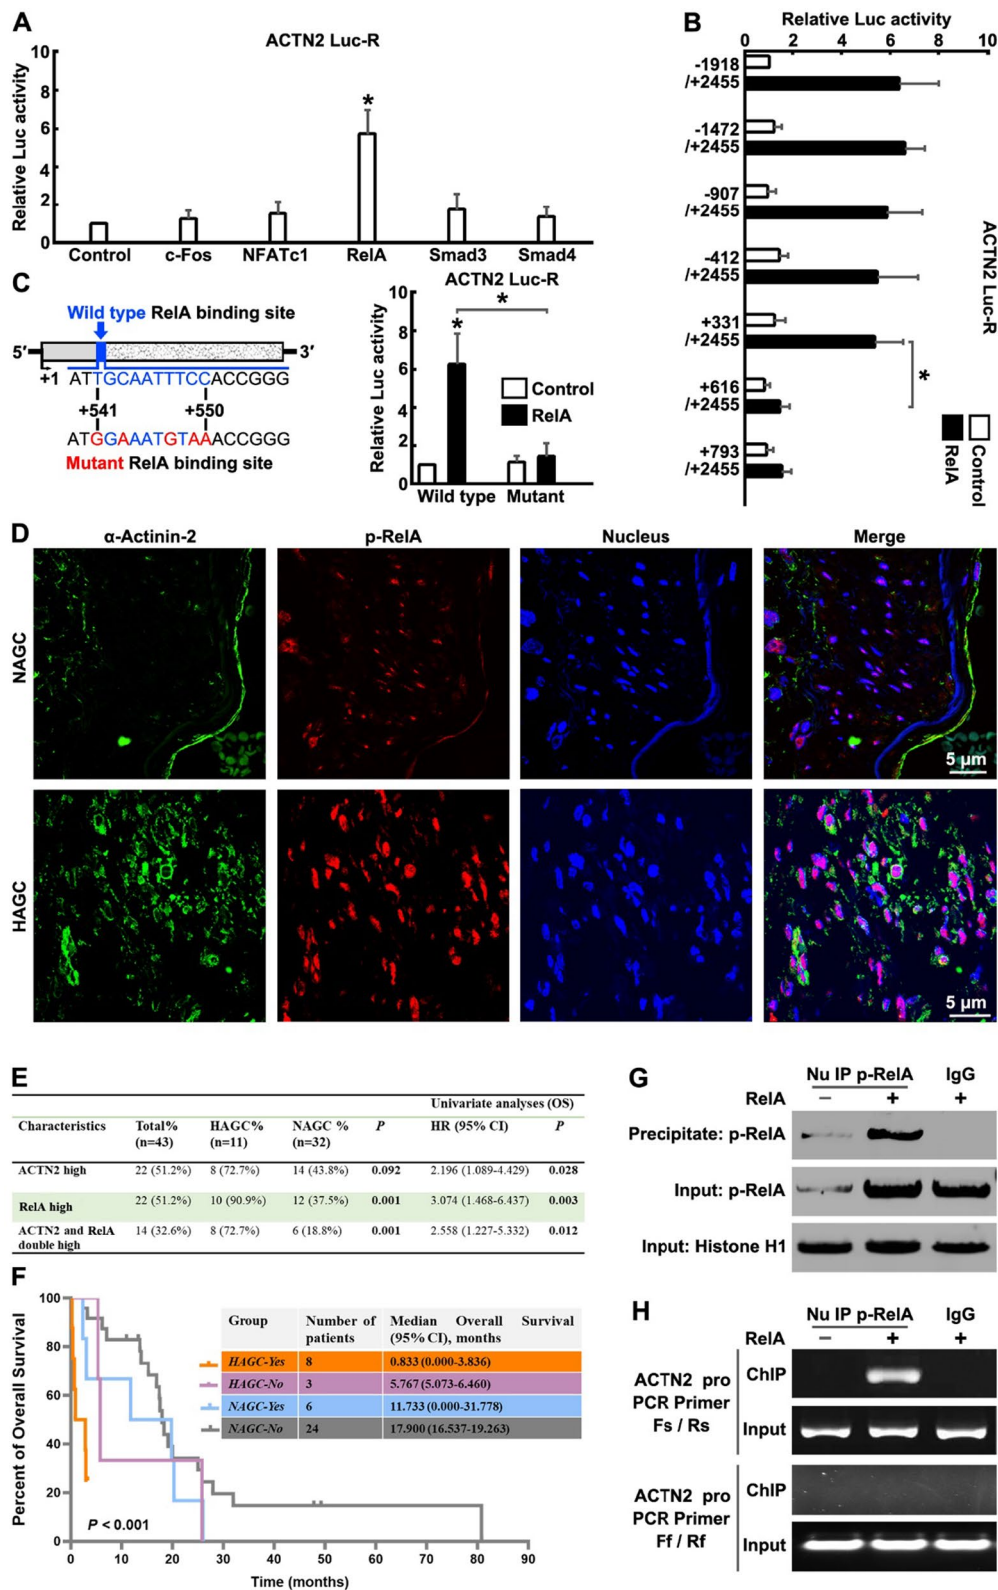 A
ACTN2 Luc-R
Relative Luc activity
10
8
6
4
2
0
*
Control c-Fos NFATc1 RelA Smad3 Smad4
B
Relative Luc activity
0 2 4 6 8 10
-1918
/+2455
-1472
/+2455
-907
/+2455
-412
/+2455
+331
/+2455
+616
/+2455
+793
/+2455
*
ACTN2 Luc-R
Control
RelA
C
Wild type RelA binding site
5′ 3′
+1 ATTGCAATTTCCACCGGG
+541 +550
ATGGAAATGTAAACCGGG
Mutant RelA binding site
ACTN2 Luc-R
Relative Luc activity
10
8
6
4
2
0
*
*
Control
RelA
Wild type Mutant
D
α-Actinin-2 p-RelA Nucleus Merge
NAGC
5 μm
HAGC
5 μm
E
Univariate analyses (OS)
Characteristics Total% HAGC% NAGC % P HR (95% CI) P
(n=43) (n=11) (n=32)
ACTN2 high 22 (51.2%) 8 (72.7%) 14 (43.8%) 0.092 2.196 (1.089-4.429) 0.028
RelA high 22 (51.2%) 10 (90.9%) 12 (37.5%) 0.001 3.074 (1.468-6.437) 0.003
ACTN2 and RelA 14 (32.6%) 8 (72.7%) 6 (18.8%) 0.001 2.558 (1.227-5.332) 0.012
double high
F
Percent of Overall Survival
100
80
60
40
20
0
Group Number of Median Overall Survival
patients (95% CI), months
HAGC-Yes 8 0.833 (0.000-3.836)
HAGC-No 3 5.767 (5.073-6.460)
NAGC-Yes 6 11.733 (0.000-31.778)
NAGC-No 24 17.900 (16.537-19.263)
P < 0.001
0 10 20 30 40 50 60 70 80 90
Time (months)
G
Nu IP p-RelA IgG
RelA − + +
Precipitate: p-RelA
Input: p-RelA
Input: Histone H1
H
Nu IP p-RelA IgG
RelA − + +
ACTN2 pro
PCR Primer
Fs / Rs
ChIP
Input
ACTN2 pro
PCR Primer
Ff / Rf
ChIP
Input